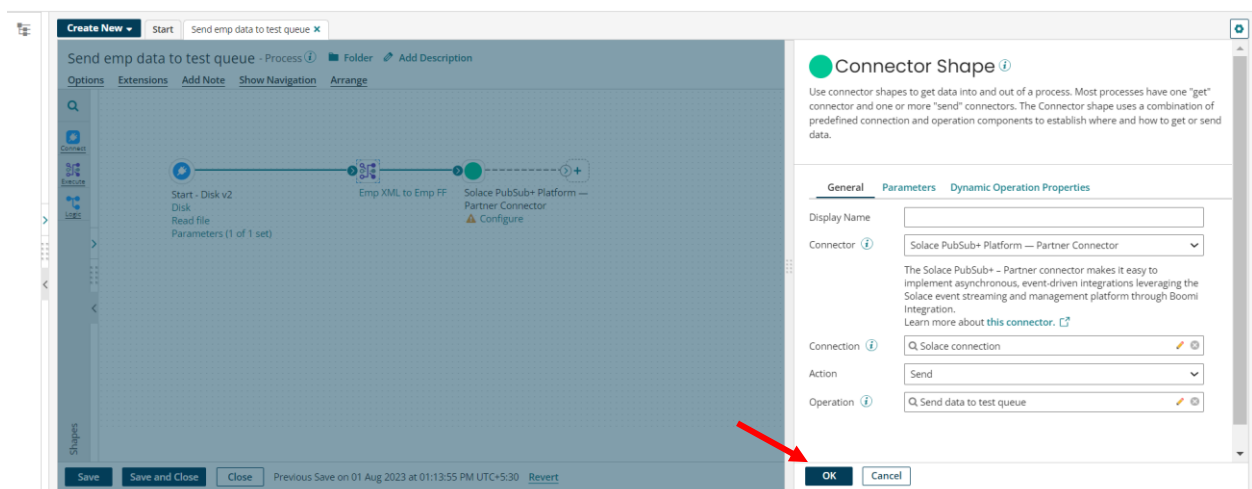 Create New
Start
Send emp data to test queue
Send emp data to test queue - Process Folder Add Description
Options Extensions Add Note Show Navigation Arrange
Connect
Execute
Logic
Shapes
Start - Disk v2
Disk
Read file
Parameters (1 of 1 set)
Emp XML to Emp FF
Solace PubSub+ Platform —
Partner Connector
Configure
Save Save and Close Close Previous Save on 01 Aug 2023 at 01:13:55 PM UTC+5:30 Revert
Connector Shape
Use connector shapes to get data into and out of a process. Most processes have one "get"
connector and one or more "send" connectors. The Connector shape uses a combination of
predefined connection and operation components to establish where and how to get or send
data.
General Parameters Dynamic Operation Properties
Display Name
Connector Solace PubSub+ Platform — Partner Connector
The Solace PubSub+ – Partner connector makes it easy to
implement asynchronous, event-driven integrations leveraging the
Solace event streaming and management platform through Boomi
Integration.
Learn more about this connector.
Connection Solace connection
Action Send
Operation Send data to test queue
OK Cancel